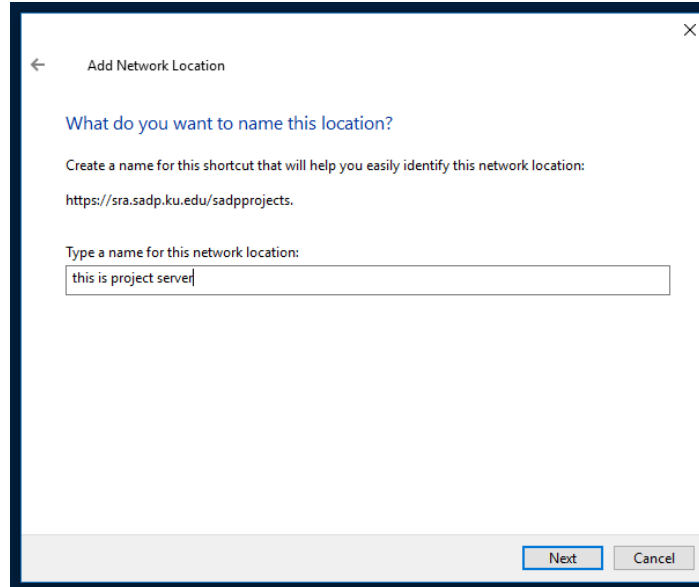 Add Network Location
What do you want to name this location?
Create a name for this shortcut that will help you easily identify this network location:
https://sra.sadp.ku.edu/sadpprojects.
Type a name for this network location:
this is project server
Next
Cancel